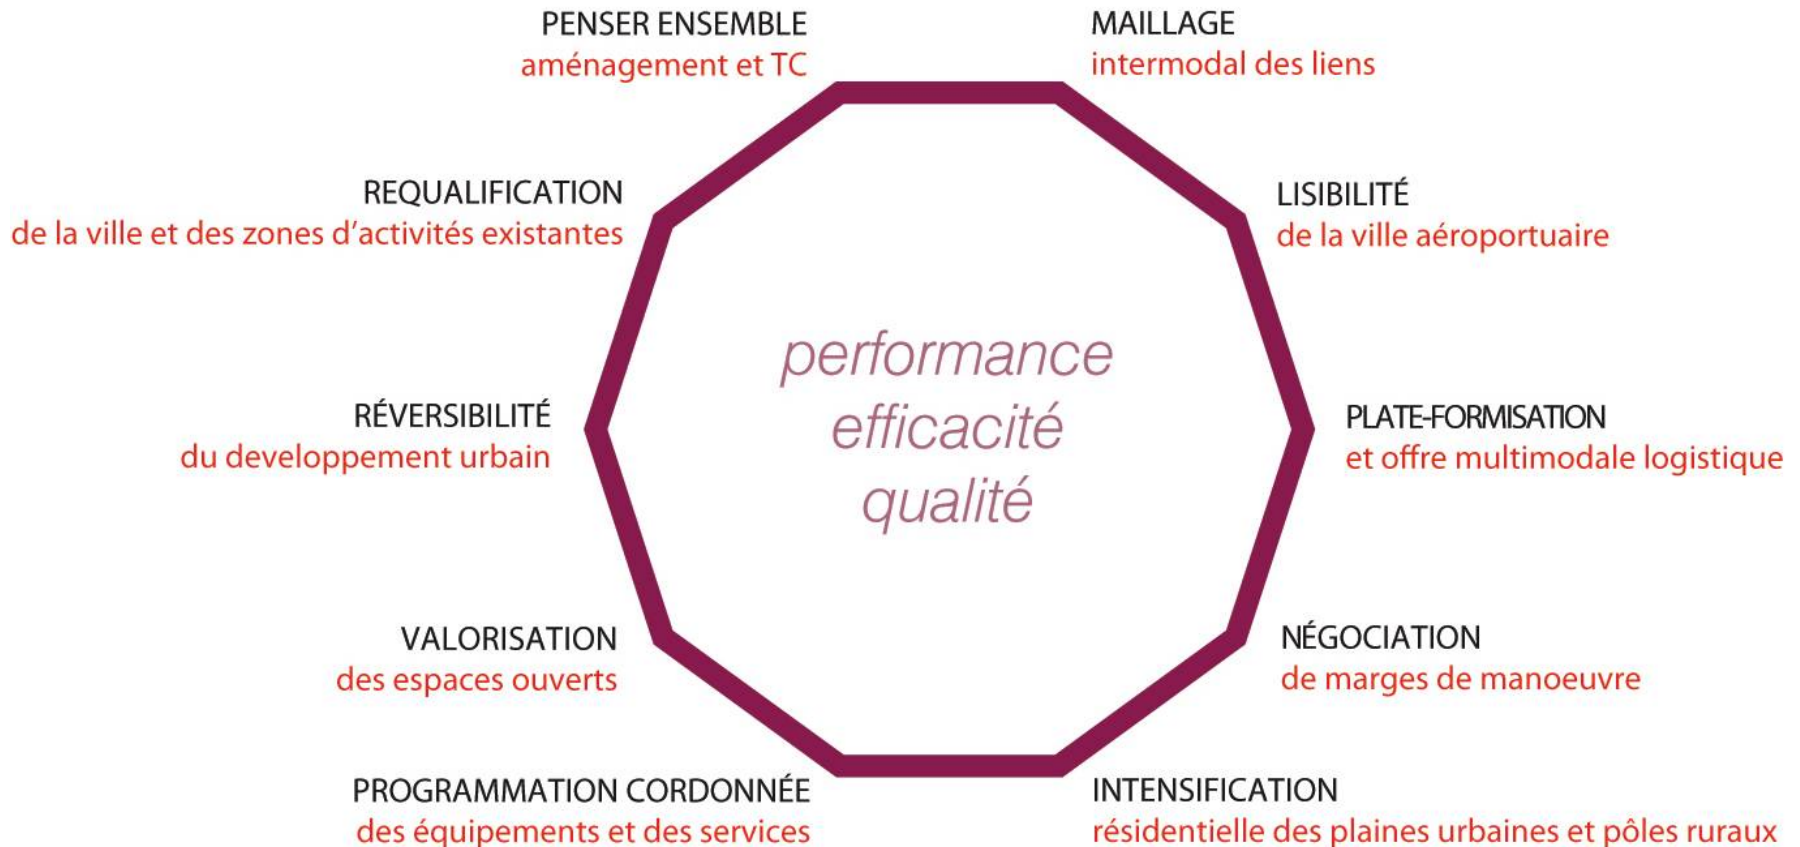 PENSER ENSEMBLE
aménagement et TC
MAILLAGE
intermodal des liens
REQUALIFICATION
de la ville et des zones d'activités existantes
LISIBILITÉ
de la ville aéroportuaire
performance
efficacité
qualité
RÉVERSIBILITÉ
du developpement urbain
PLATE-FORMISATION
et offre multimodale logistique
VALORISATION
des espaces ouverts
NÉGOCIATION
de marges de manoeuvre
PROGRAMMATION CORDONNÉE
des équipements et des services
INTENSIFICATION
résidentielle des plaines urbaines et pôles ruraux